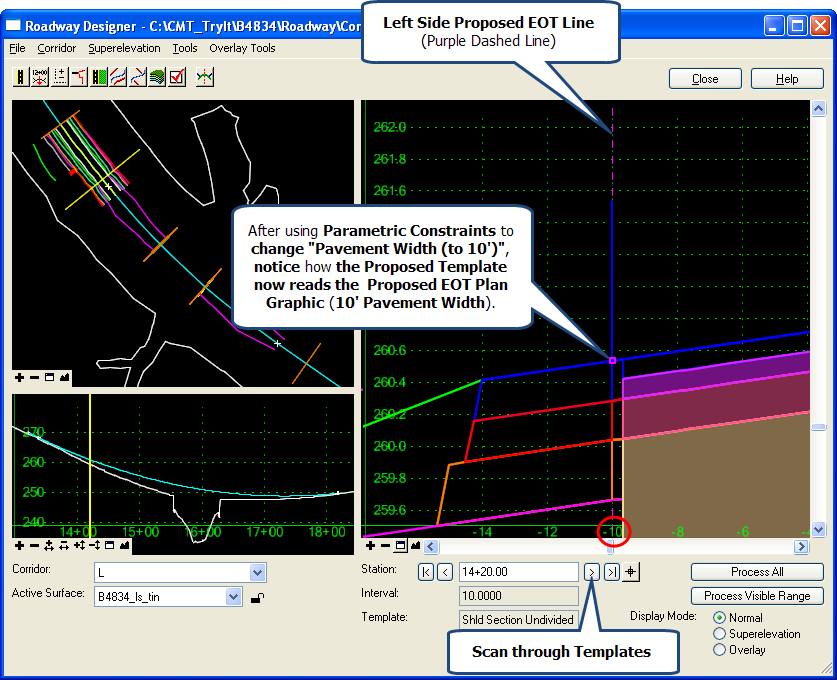 Left Side Proposed EOT Line
(Purple Dashed Line)
Roadway Designer - C:\CMT_TryIt\B4834\Roadway\Cor
File Corridor Superelevation Tools Overlay Tools
Close Help
262.0
261.8
261.6
After using Parametric Constraints to
change "Pavement Width (to 10')",
notice how the Proposed Template
now reads the Proposed EOT Plan
Graphic (10' Pavement Width).
260.6
260.4
260.2
260.0
259.8
259.6
-14 -12 -10 -8 -6
270
260
250
240
14+00 15+00 16+00 17+00 18+00
Corridor: L
Active Surface: B4834_ls_tin
Station: 14+20.00
Interval: 10.0000
Template: Shld Section Undivided
Process All
Process Visible Range
Display Mode: Normal
Superelevation
Overlay
Scan through Templates